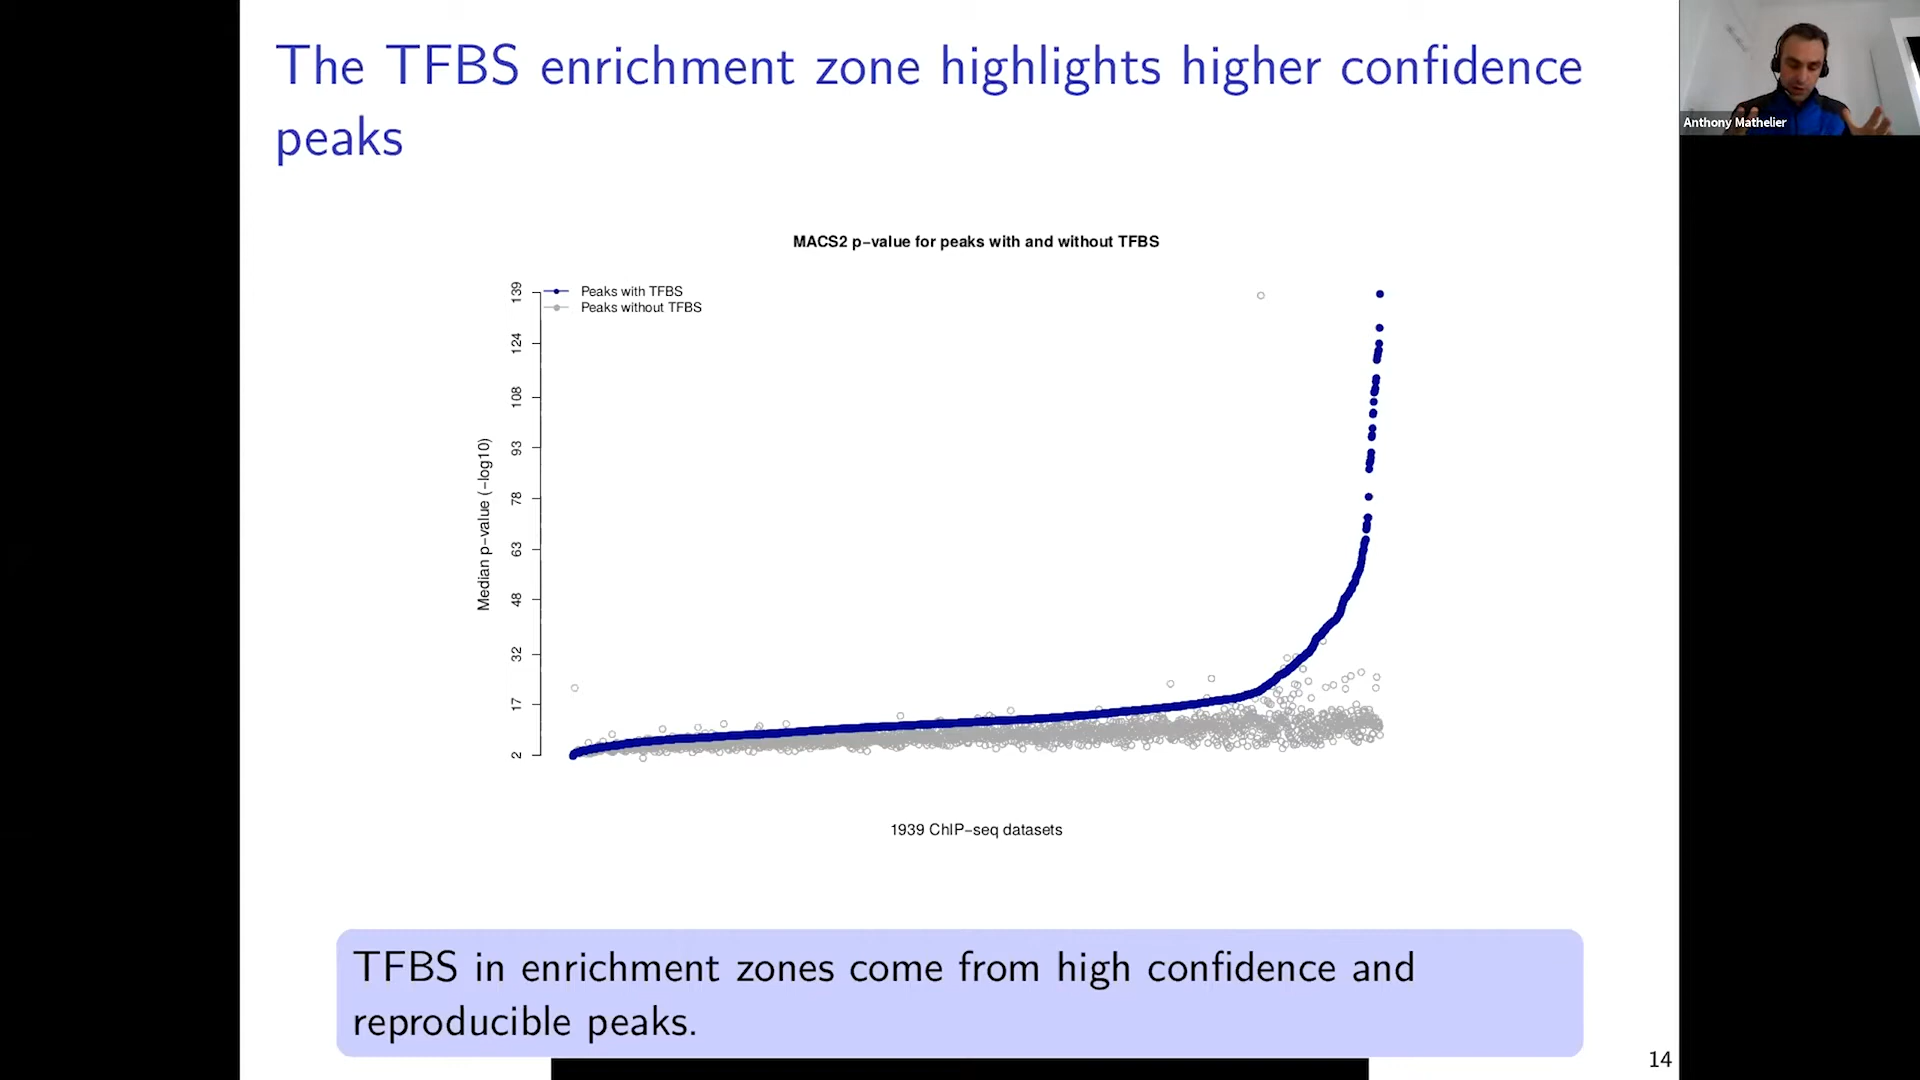 The TFBS enrichment zone highlights higher confidence
peaks
Anthony Mathelier
MACS2 p−value for peaks with and without TFBS
Peaks with TFBS
Peaks without TFBS
139
124
108
93
78
63
48
32
17
2
Median p−value (−log10)
1939 ChIP−seq datasets
TFBS in enrichment zones come from high confidence and
reproducible peaks.
14